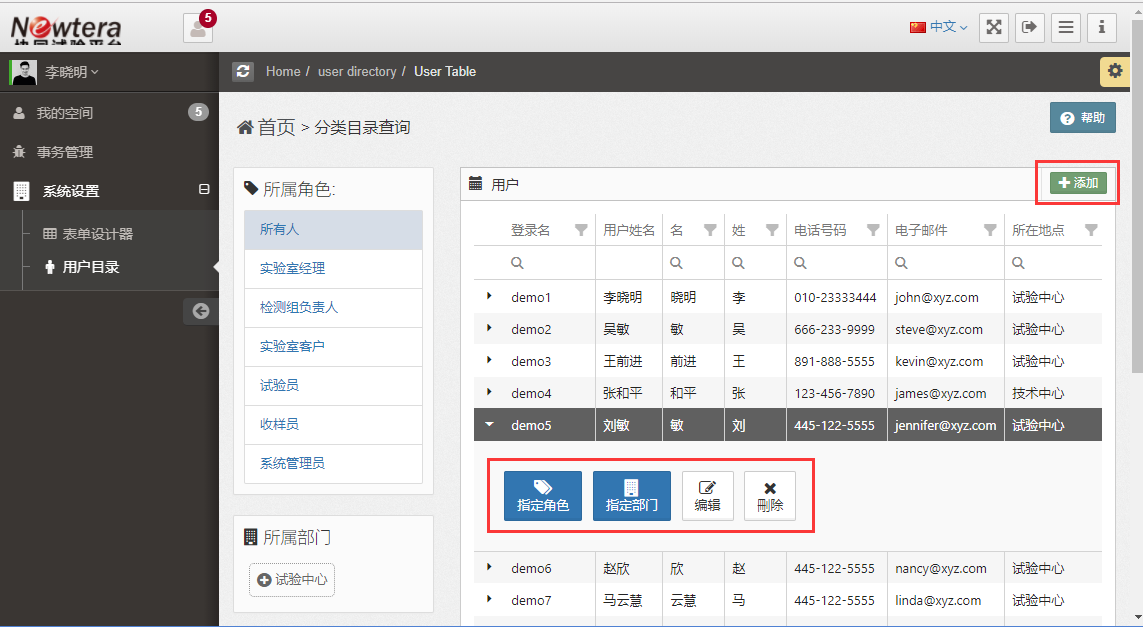 Newtera
协同试验平台
5
中文
李晓明
Home / user directory / User Table
我的空间
5
事务管理
系统设置
表单设计器
用户目录
首页 > 分类目录查询
帮助
所属角色:
所有人
实验室经理
检测组负责人
实验室客户
试验员
收样员
系统管理员
所属部门
试验中心
用户
添加
登录名 用户姓名 名 姓 电话号码 电子邮件 所在地点
demo1 李晓明 晓明 李 010-23333444 john@xyz.com 试验中心
demo2 吴敏 敏 吴 666-233-9999 steve@xyz.com 试验中心
demo3 王前进 前进 王 891-888-5555 kevin@xyz.com 试验中心
demo4 张和平 和平 张 123-456-7890 james@xyz.com 技术中心
demo5 刘敏 敏 刘 445-122-5555 jennifer@xyz.com 试验中心
指定角色 指定部门 编辑 刪除
demo6 赵欣 欣 赵 445-122-5555 nancy@xyz.com 试验中心
demo7 马云慧 云慧 马 445-122-5555 linda@xyz.com 试验中心